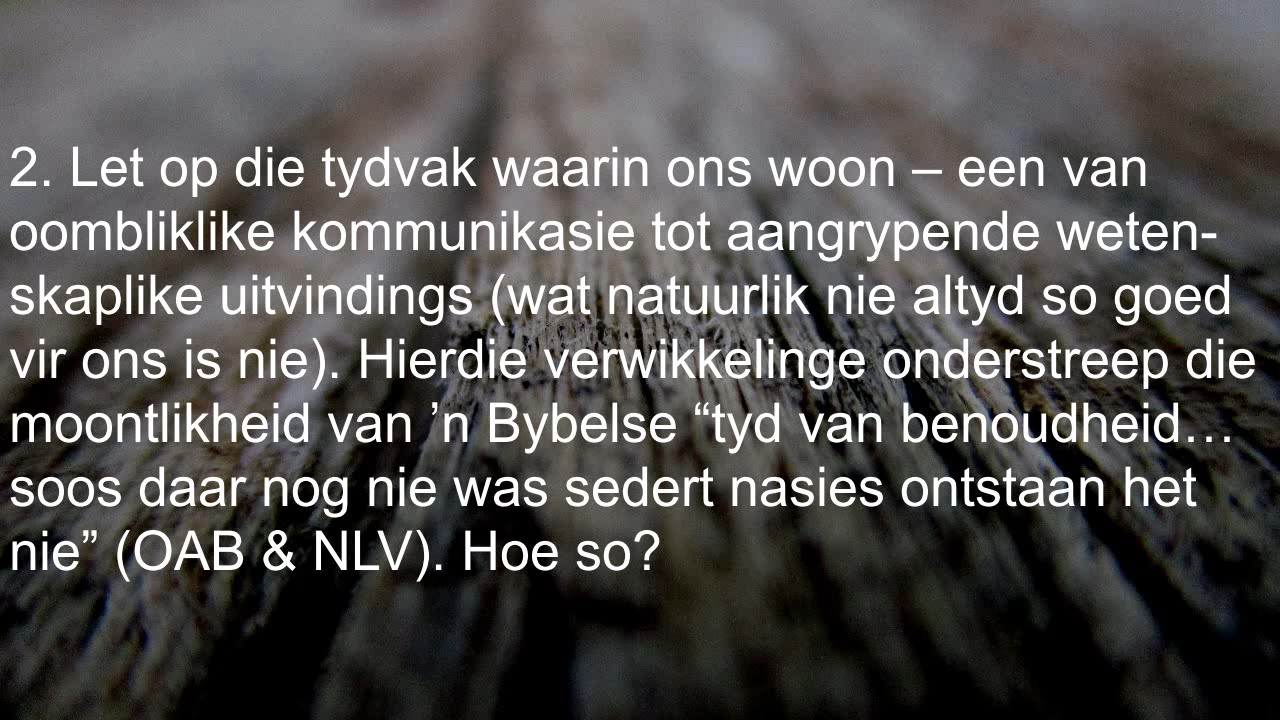 2. Let op die tydvak waarin ons woon – een van
oombliklike kommunikasie tot aangrypende weten-
skaplike uitvindings (wat natuurlik nie altyd so goed
vir ons is nie). Hierdie verwikkelinge onderstreep die
moontlikheid van ’n Bybelse “tyd van benoudheid…
soos daar nog nie was sedert nasies ontstaan het
nie” (OAB & NLV). Hoe so?